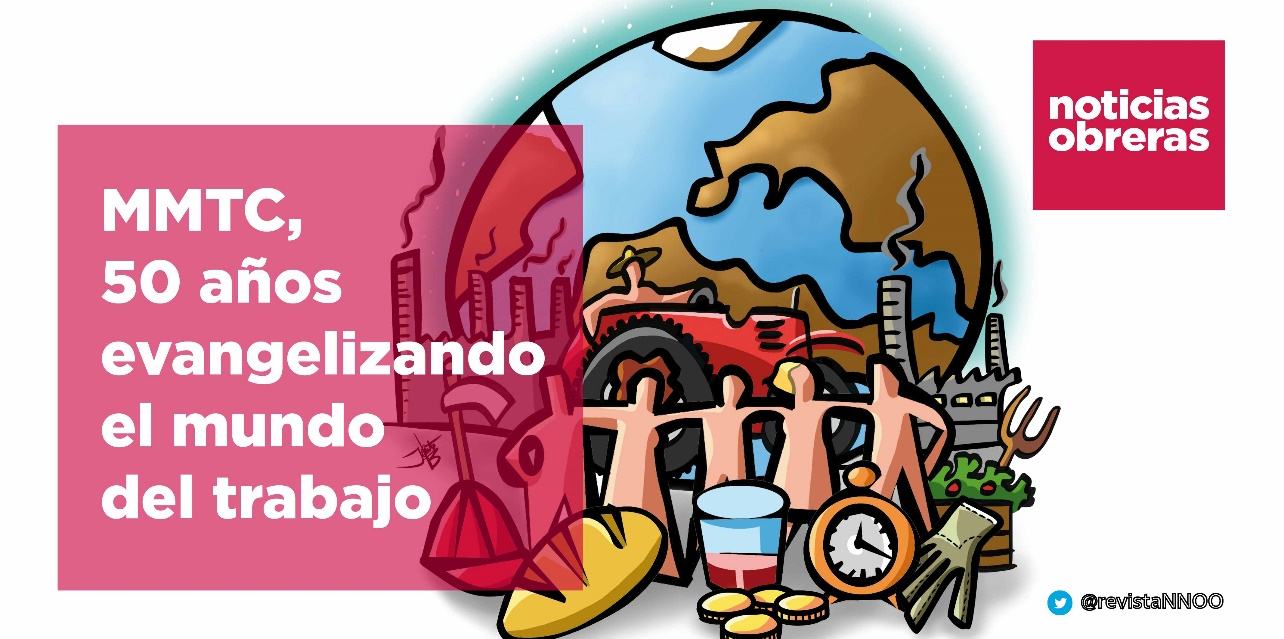 noticias
obreras
MMTC,
50 años
evangelizando
el mundo
del trabajo
@revistaNNOO